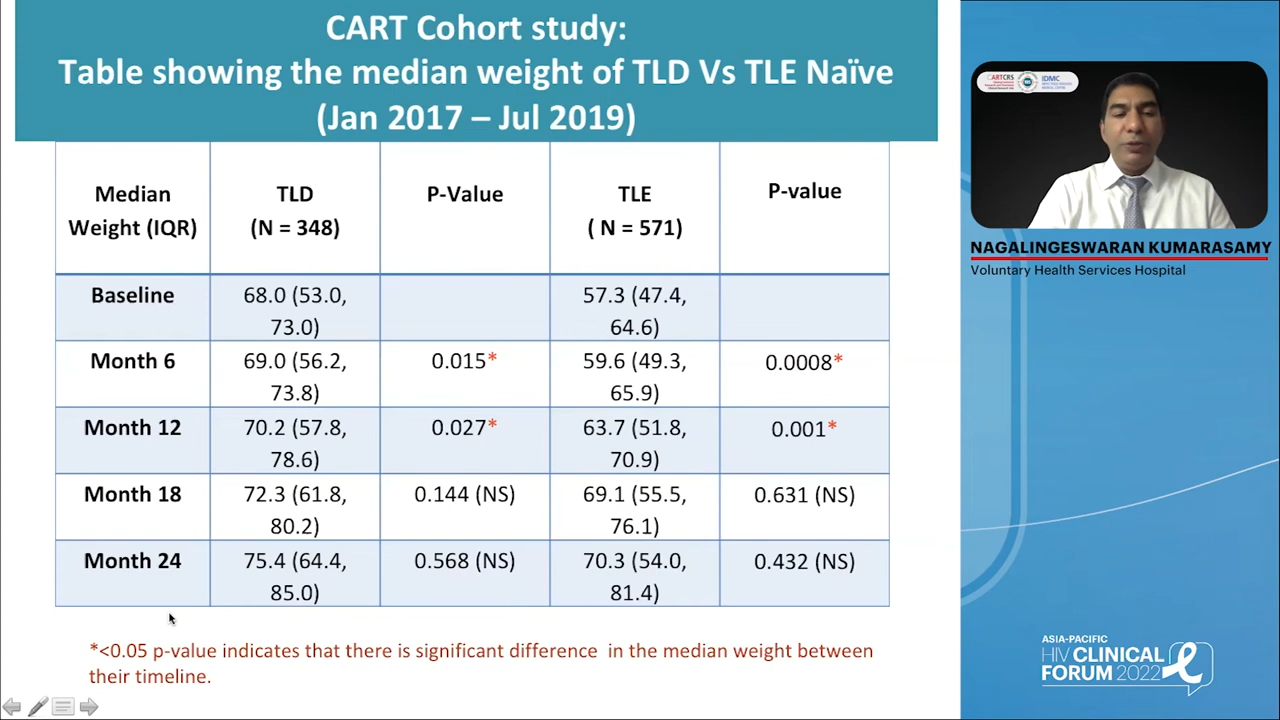 CART Cohort study:
Table showing the median weight of TLD Vs TLE Naïve
(Jan 2017 – Jul 2019)
Median TLD P-Value TLE P-value
Weight (IQR) (N = 348) ( N = 571)
Baseline 68.0 (53.0, 57.3 (47.4,
73.0) 64.6)
Month 6 69.0 (56.2, 0.015* 59.6 (49.3, 0.0008*
73.8) 65.9)
Month 12 70.2 (57.8, 0.027* 63.7 (51.8, 0.001*
78.6) 70.9)
Month 18 72.3 (61.8, 0.144 (NS) 69.1 (55.5, 0.631 (NS)
80.2) 76.1)
Month 24 75.4 (64.4, 0.568 (NS) 70.3 (54.0, 0.432 (NS)
85.0) 81.4)
*<0.05 p-value indicates that there is significant difference in the median weight between
their timeline.
CARTCRS
IDMC
NAGALINGESWARAN KUMARASAMY
Voluntary Health Services Hospital
ASIA-PACIFIC
HIV CLINICAL
FORUM 2022